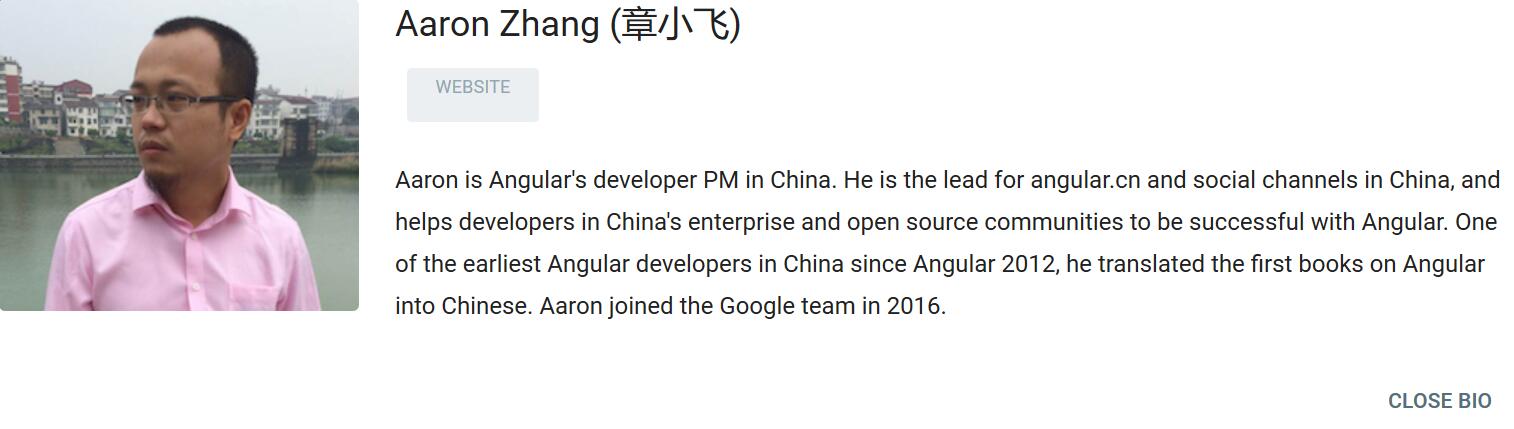 Aaron Zhang (章小飞)
WEBSITE
Aaron is Angular's developer PM in China. He is the lead for angular.cn and social channels in China, and
helps developers in China's enterprise and open source communities to be successful with Angular. One
of the earliest Angular developers in China since Angular 2012, he translated the first books on Angular
into Chinese. Aaron joined the Google team in 2016.
CLOSE BIO